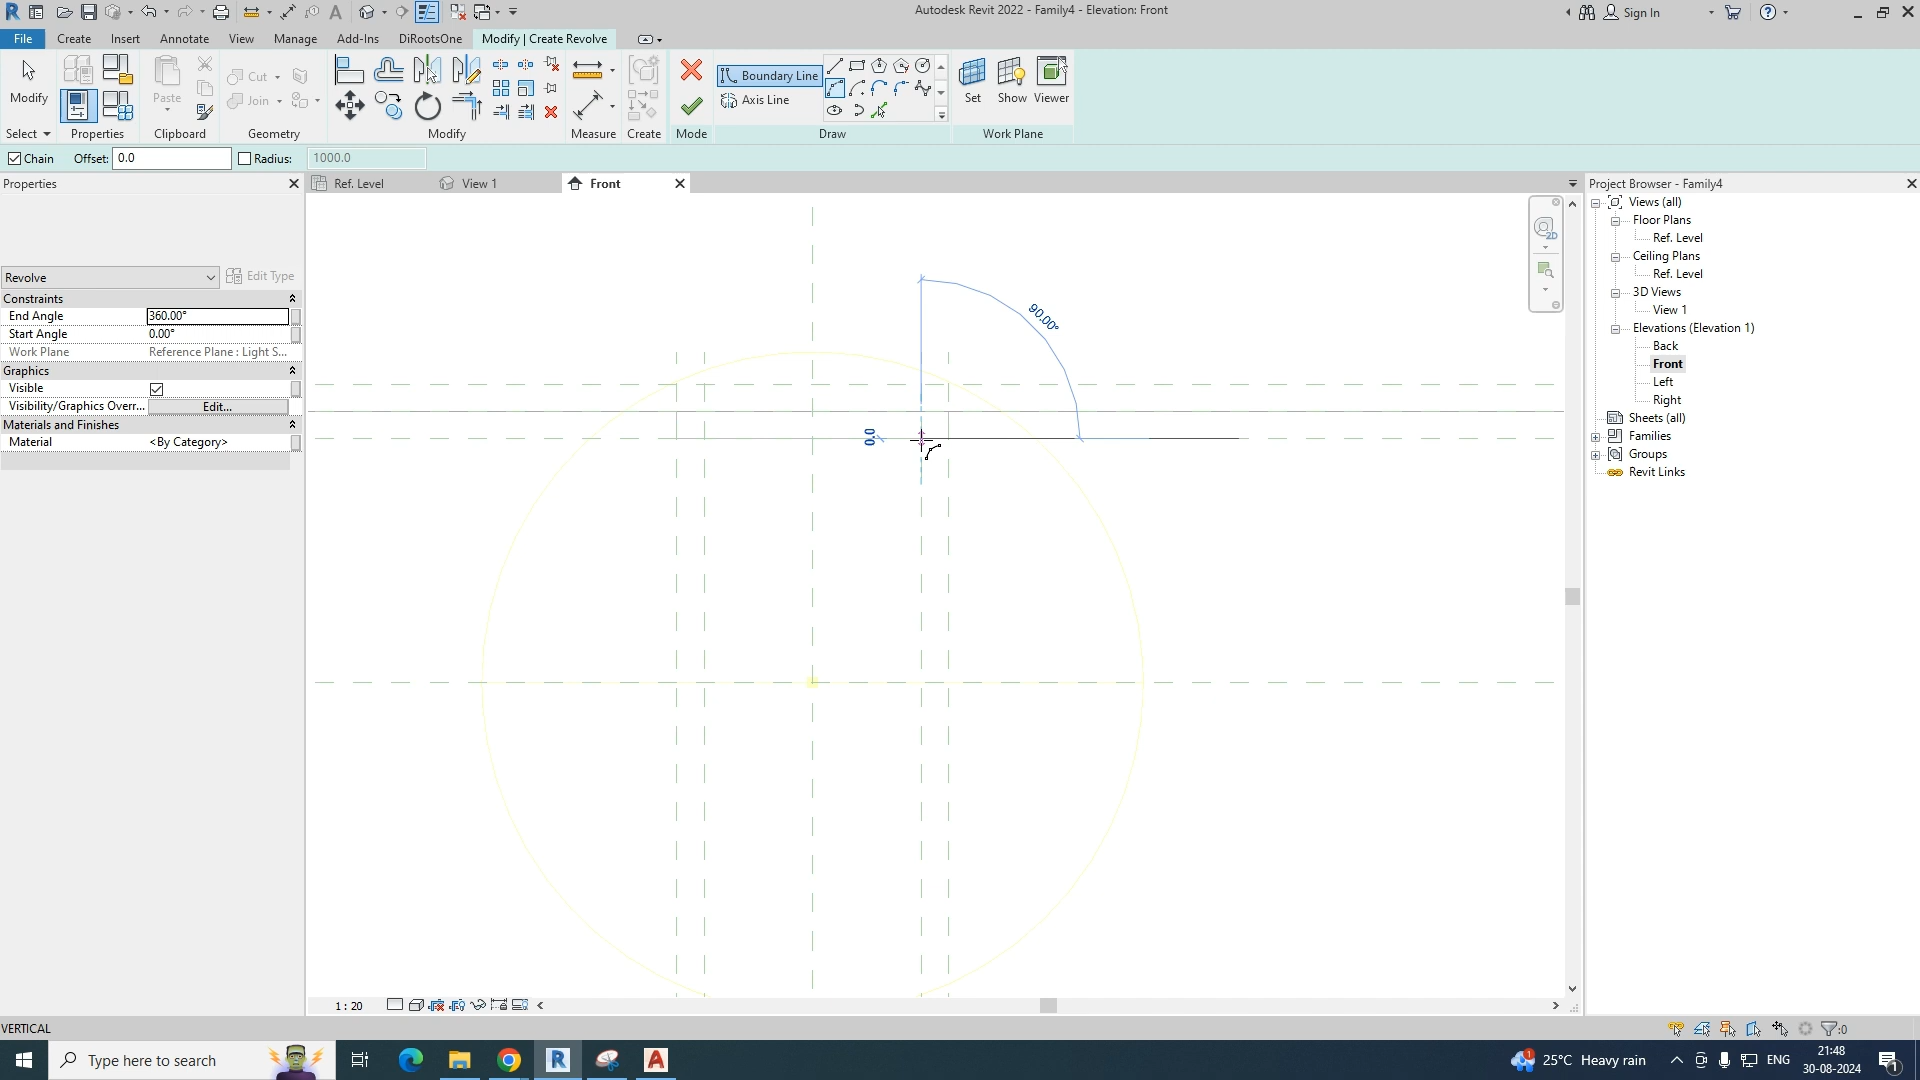 Autodesk Revit 2022 - Family4 - Elevation: Front
Sign In
File
Create
Insert
Annotate
View
Manage
Add-Ins
DiRootsOne
Modify | Create Revolve
Modify
Paste
Cut
Join
Boundary Line
Axis Line
Set
Show
Viewer
Select
Properties
Clipboard
Geometry
Modify
Measure
Create
Mode
Draw
Work Plane
Chain
Offset:
0.0
Radius:
1000.0
Properties
Ref. Level
View 1
Front
Project Browser - Family4
Revolve
Edit Type
Constraints
End Angle
360.00°
Start Angle
0.00°
Work Plane
Reference Plane : Light S...
Graphics
Visible
Visibility/Graphics Overr...
Edit...
Materials and Finishes
Material
<By Category>
2D
90.00°
0.0
Views (all)
Floor Plans
Ref. Level
Ceiling Plans
Ref. Level
3D Views
View 1
Elevations (Elevation 1)
Back
Front
Left
Right
Sheets (all)
Families
Groups
Revit Links
1 : 20
VERTICAL
:0
Type here to search
25°C Heavy rain
ENG
21:48
30-08-2024
1